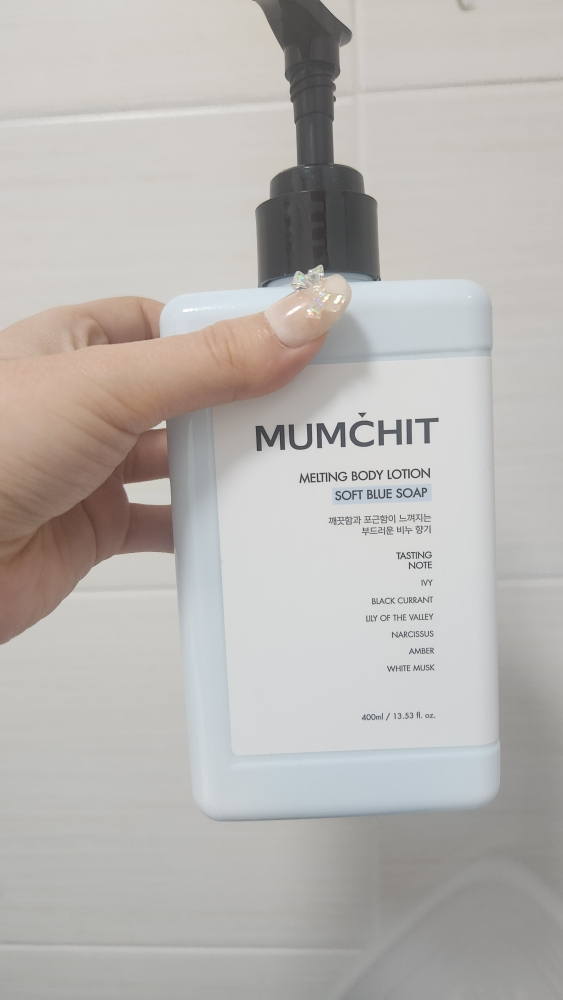 MUMCHIT
MELTING BODY LOTION
SOFT BLUE SOAP
깨끗함과 포근함이 느껴지는
부드러운 비누 향기
TASTING
NOTE
IVY
BLACK CURRANT
LILY OF THE VALLEY
NARCISSUS
AMBER
WHITE MUSK
400ml / 13.53 fl. oz.